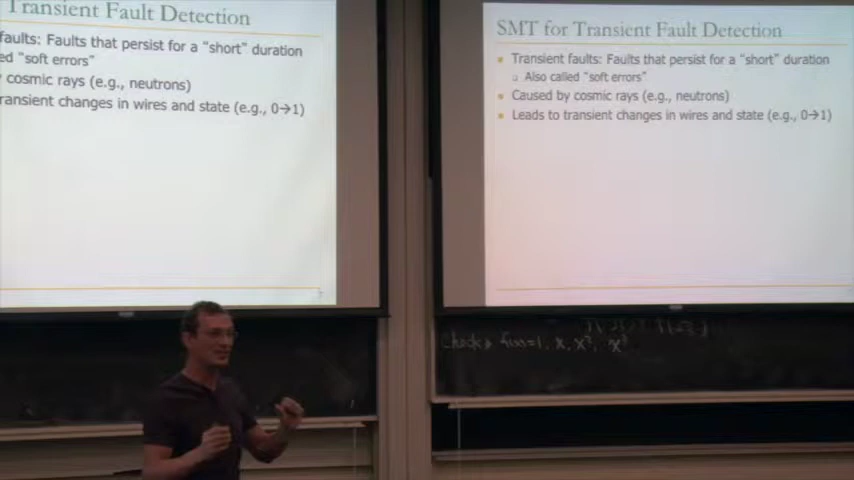 Transient Fault Detection
faults: Faults that persist for a "short" duration
ed "soft errors"
cosmic rays (e.g., neutrons)
ransient changes in wires and state (e.g., 0→1)
SMT for Transient Fault Detection
Transient faults: Faults that persist for a "short" duration
Also called "soft errors"
Caused by cosmic rays (e.g., neutrons)
Leads to transient changes in wires and state (e.g., 0→1)
x, x², x³